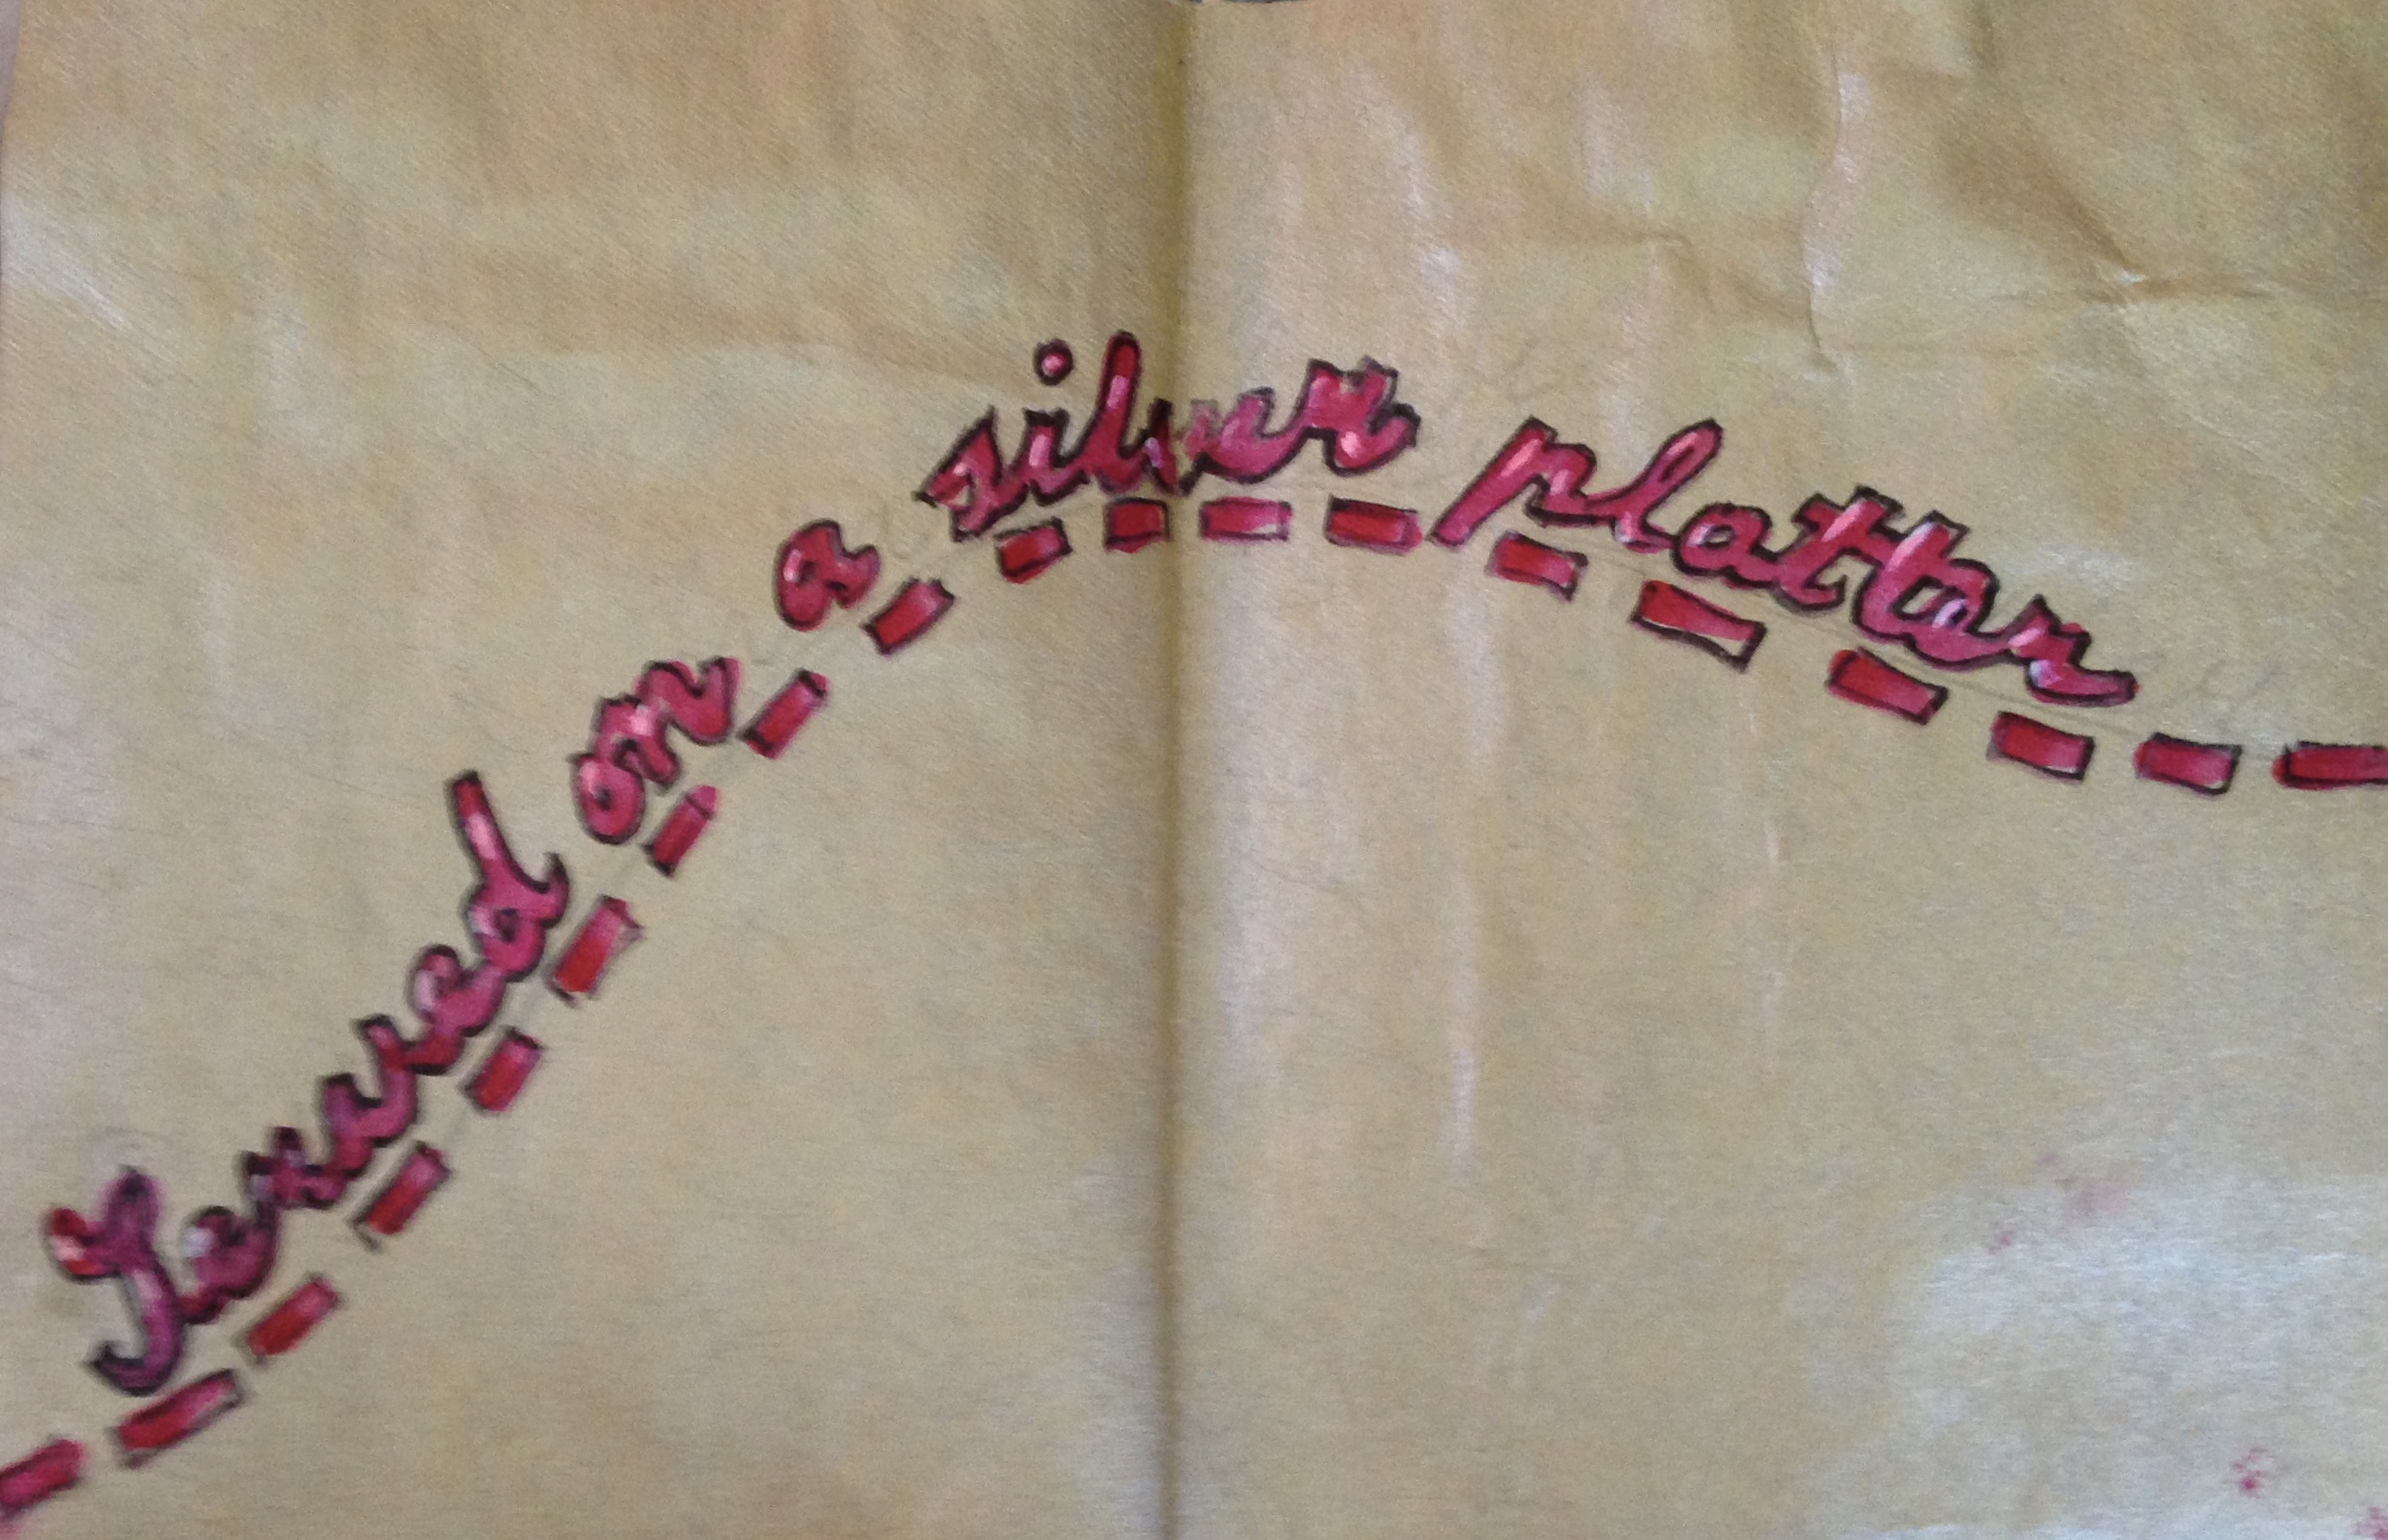 Served on a silver platter